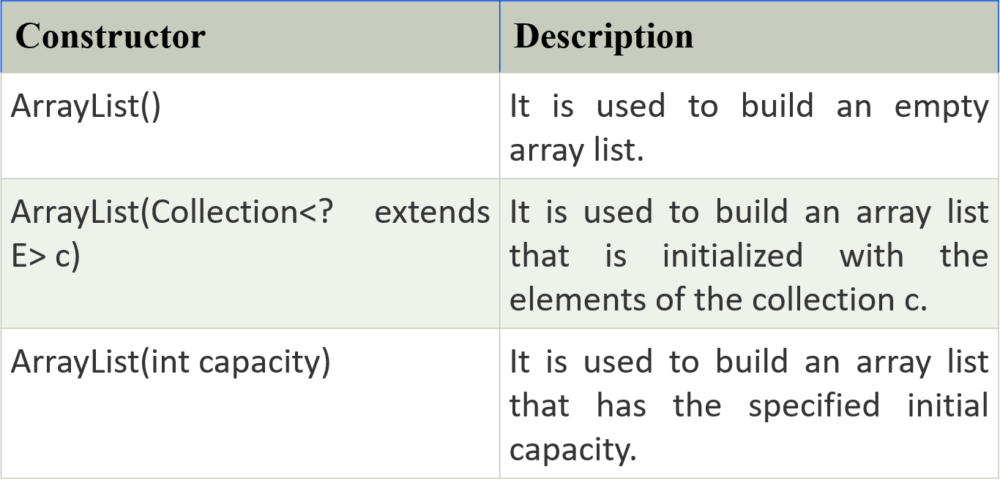 Constructor
Description
ArrayList()
It is used to build an empty
array list.
ArrayList(Collection<? extends
E> c)
It is used to build an array list
that is initialized with the
elements of the collection c.
ArrayList(int capacity)
It is used to build an array list
that has the specified initial
capacity.